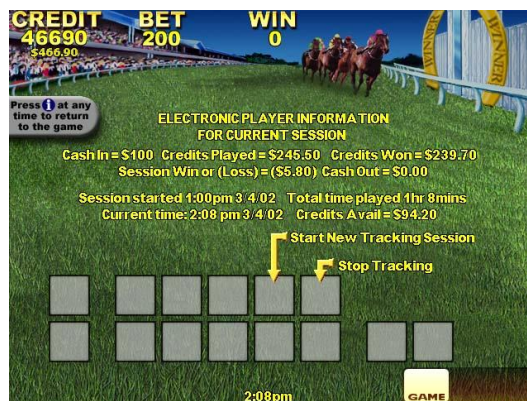 CREDIT BET WIN
46690 200 0
$466.90
WINNER WINNER
Press i at any
time to return
to the game
ELECTRONIC PLAYER INFORMATION
FOR CURRENT SESSION
Cash In = $100 Credits Played = $245.50 Credits Won = $239.70
Session Win or (Loss) = ($5.80) Cash Out = $0.00
Session started 1:00pm 3/4/02 Total time played 1hr 8mins
Current time: 2:08 pm 3/4/02 Credits Avail = $94.20
Start New Tracking Session
Stop Tracking
2:08pm
GAME